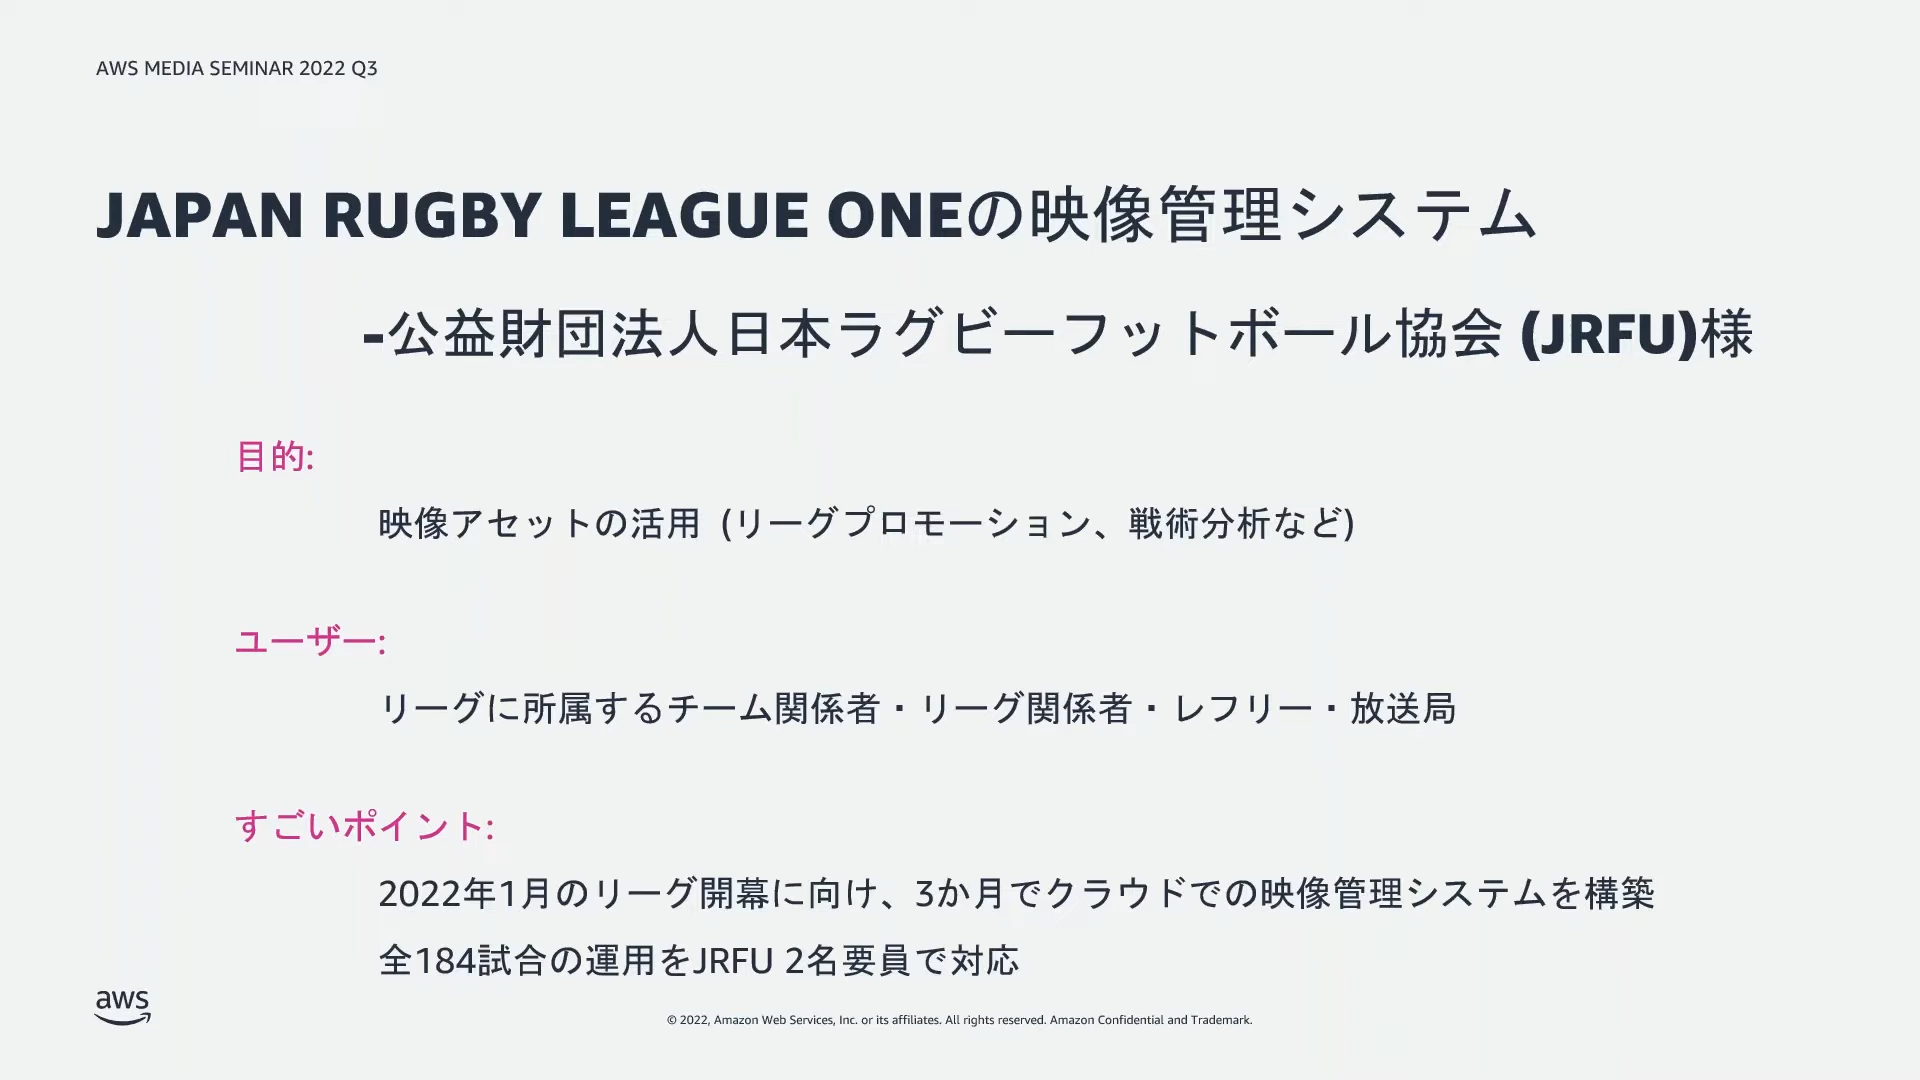 AWS MEDIA SEMINAR 2022 Q3
JAPAN RUGBY LEAGUE ONEの映像管理システム
-公益財団法人日本ラグビーフットボール協会 (JRFU)様
目的:
映像アセットの活用 (リーグプロモーション、戦術分析など)
ユーザー:
リーグに所属するチーム関係者・リーグ関係者・レフリー・放送局
すごいポイント:
2022年1月のリーグ開幕に向け、3か月でクラウドでの映像管理システムを構築
全184試合の運用をJRFU 2名要員で対応
aws
© 2022, Amazon Web Services, Inc. or its affiliates. All rights reserved. Amazon Confidential and Trademark.